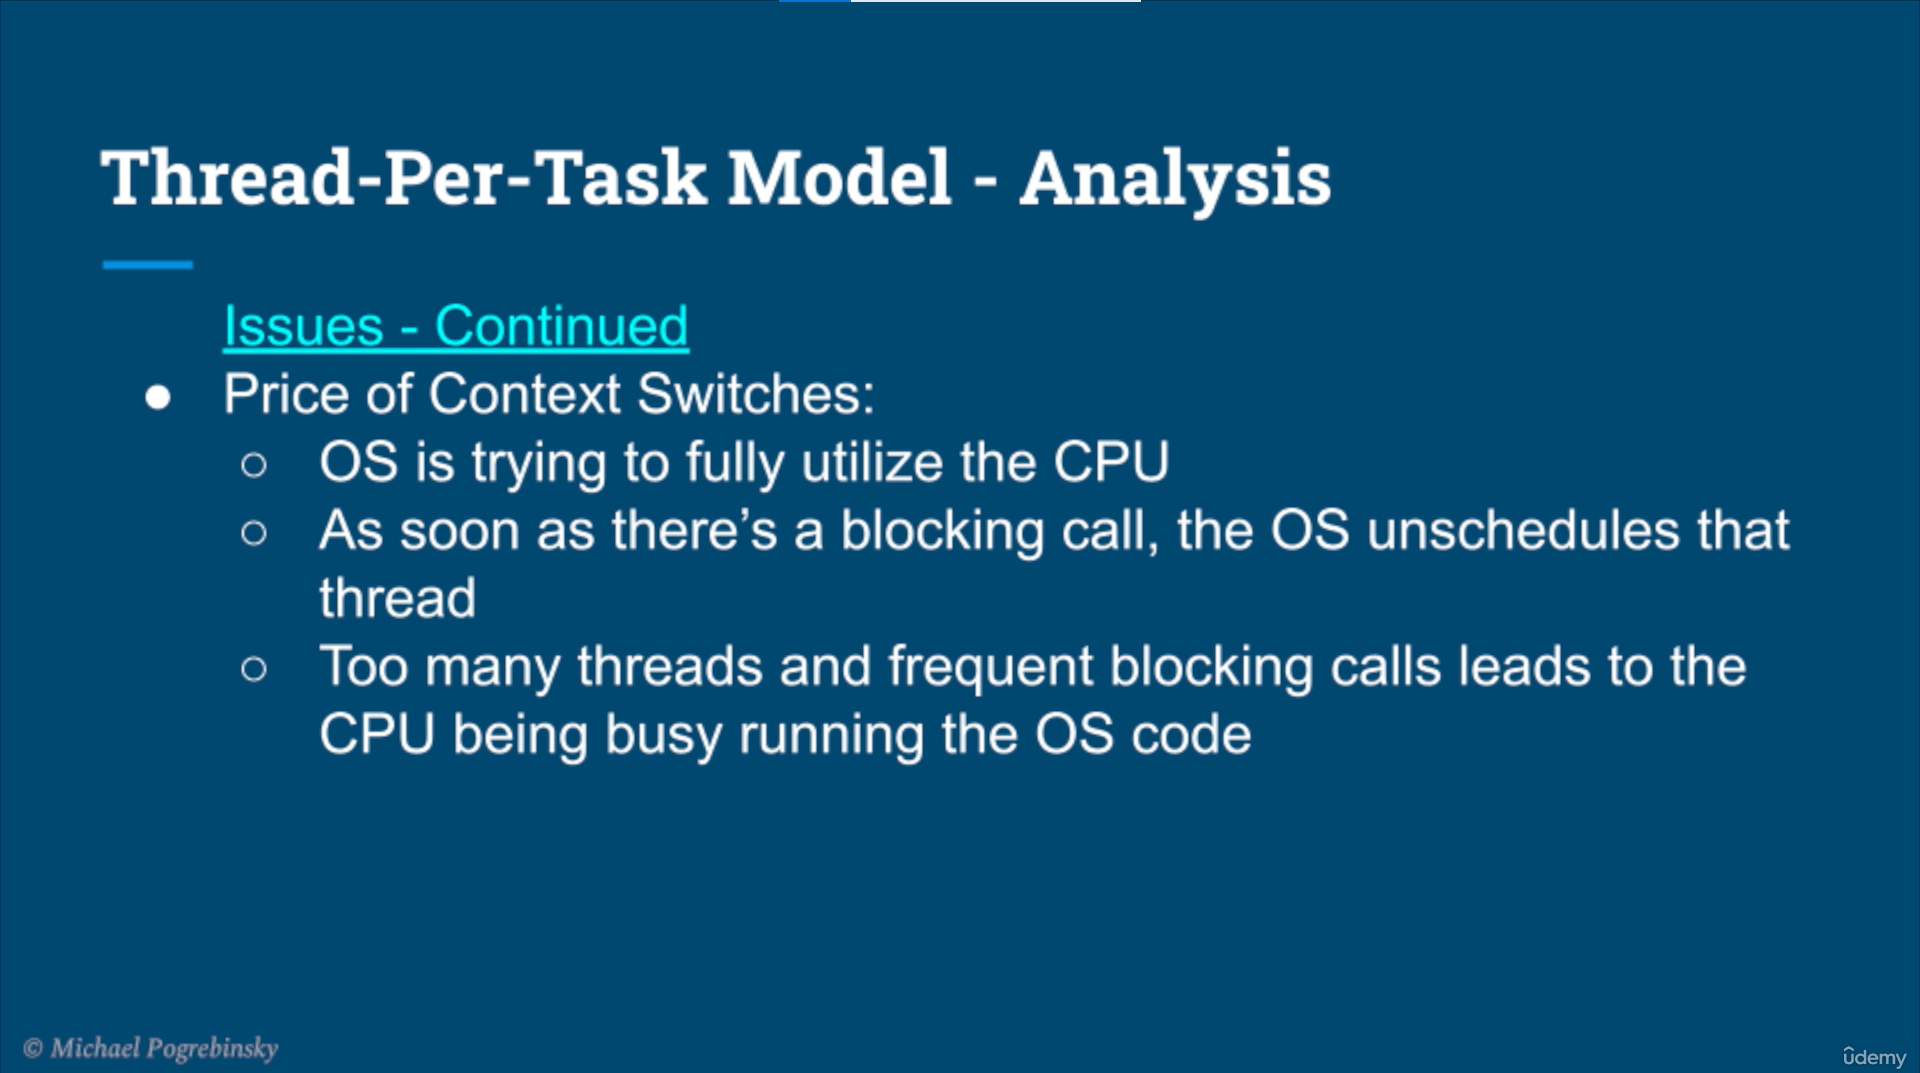 Thread-Per-Task Model - Analysis
Issues - Continued
● Price of Context Switches:
○ OS is trying to fully utilize the CPU
○ As soon as there’s a blocking call, the OS unschedules that
thread
○ Too many threads and frequent blocking calls leads to the
CPU being busy running the OS code
© Michael Pogrebinsky
ûdemy